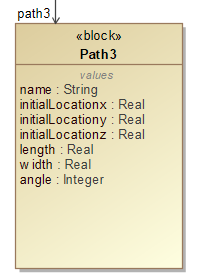 path3
«block»
Path3
values
name : String
initialLocationx : Real
initialLocationy : Real
initialLocationz : Real
length : Real
width : Real
angle : Integer